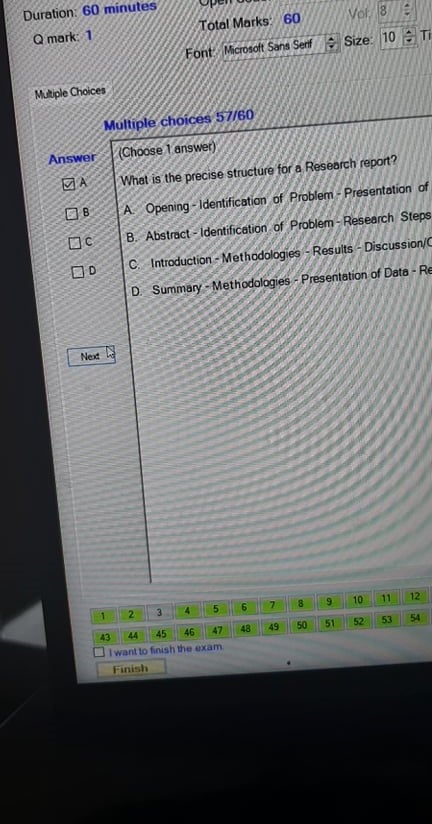 Duration: 60 minutes
Q mark: 1
Total Marks: 60
Vol: 8
Font: Microsoft Sans Serif Size: 10 Ti
Multiple Choices
Multiple choices 57/60
Answer
(Choose 1 answer)
What is the precise structure for a Research report?
A
B
C
D
A. Opening - Identification of Problem - Presentation of
B. Abstract - Identification of Problem - Research Steps
C. Introduction - Methodologies - Results - Discussion/C
D. Summary - Methodologies - Presentation of Data - Re
Next
1 2 3 4 5 6 7 8 9 10 11 12
43 44 45 46 47 48 49 50 51 52 53 54
I want to finish the exam.
Finish